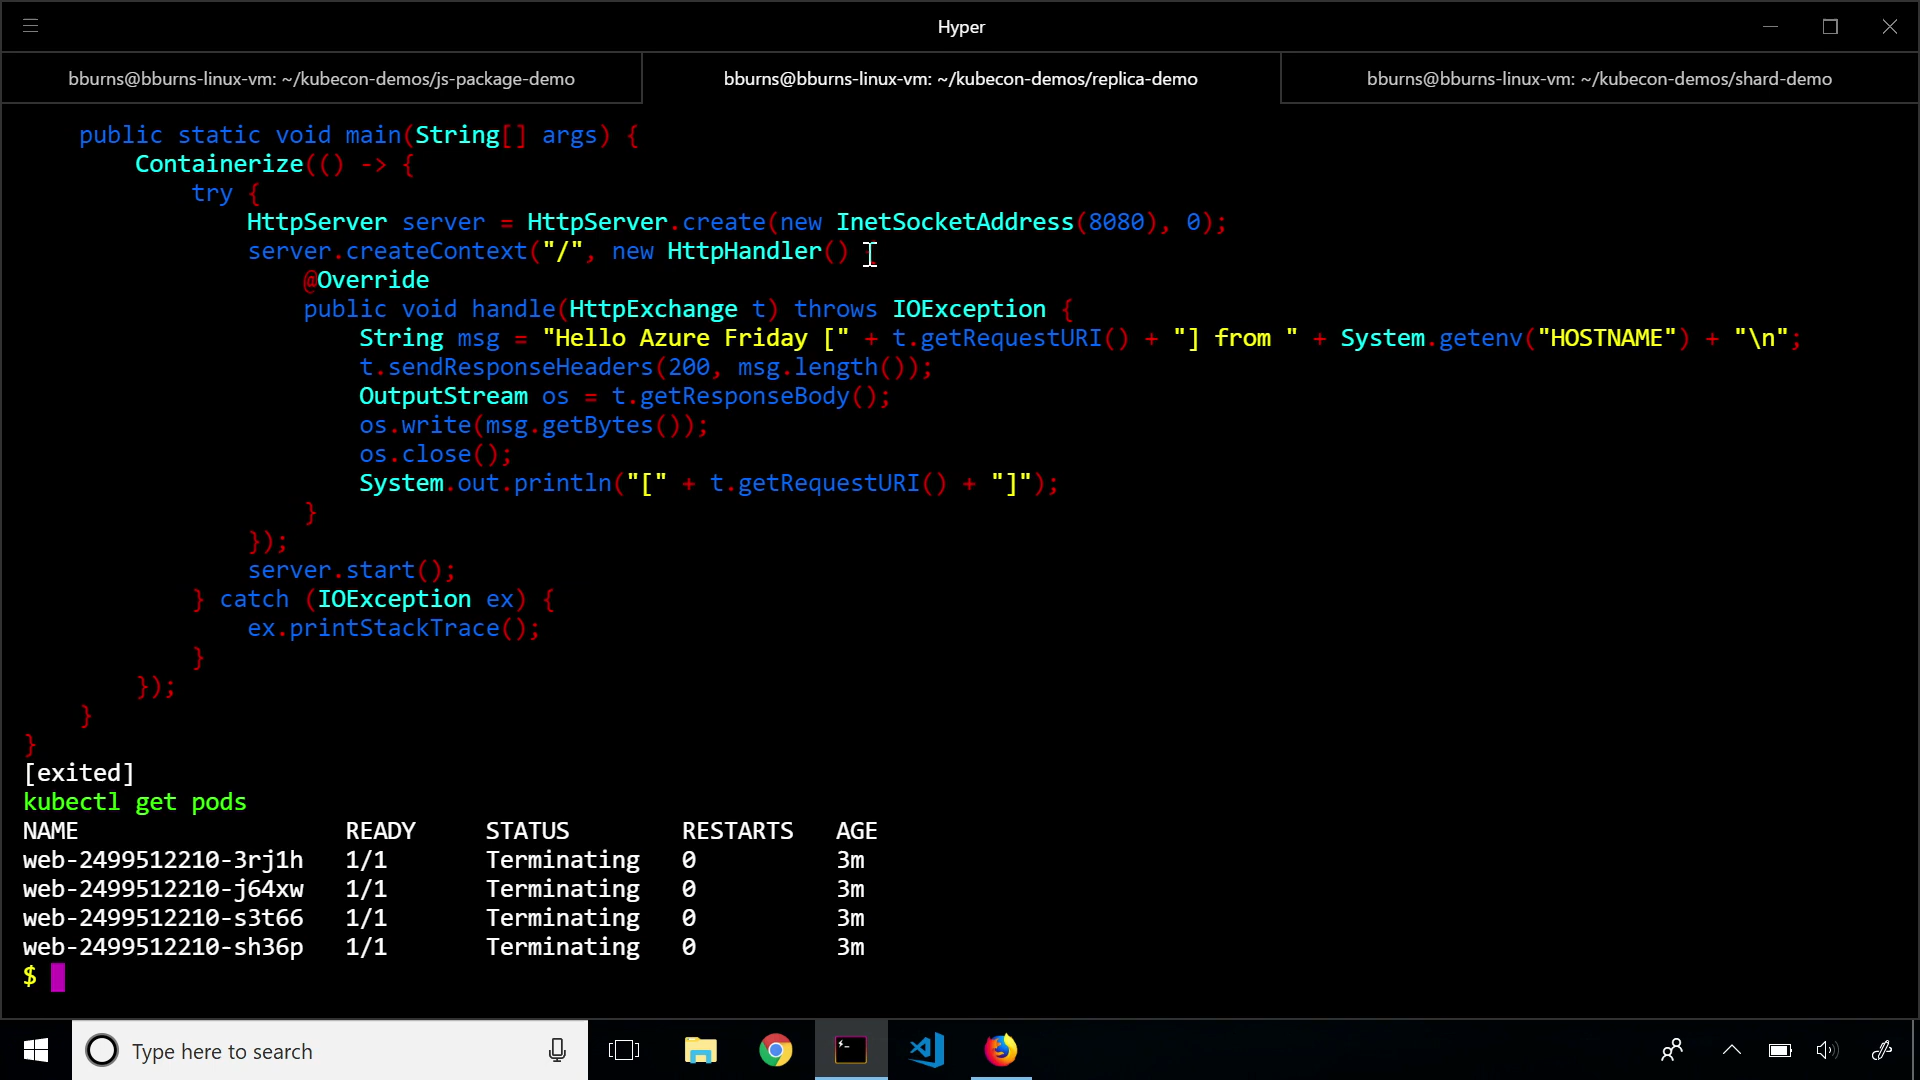 Hyper
bburns@bburns-linux-vm: ~/kubecon-demos/js-package-demo
bburns@bburns-linux-vm: ~/kubecon-demos/replica-demo
bburns@bburns-linux-vm: ~/kubecon-demos/shard-demo
public static void main(String[] args) {
Containerize(() -> {
try {
HttpServer server = HttpServer.create(new InetSocketAddress(8080), 0);
server.createContext("/", new HttpHandler() {
@Override
public void handle(HttpExchange t) throws IOException {
String msg = "Hello Azure Friday [" + t.getRequestURI() + "] from " + System.getenv("HOSTNAME") + "\n";
t.sendResponseHeaders(200, msg.length());
OutputStream os = t.getResponseBody();
os.write(msg.getBytes());
os.close();
System.out.println("[" + t.getRequestURI() + "]");
}
});
server.start();
} catch (IOException ex) {
ex.printStackTrace();
}
});
}
}
[exited]
kubectl get pods
NAME READY STATUS RESTARTS AGE
web-2499512210-3rj1h 1/1 Terminating 0 3m
web-2499512210-j64xw 1/1 Terminating 0 3m
web-2499512210-s3t66 1/1 Terminating 0 3m
web-2499512210-sh36p 1/1 Terminating 0 3m
$
Type here to search